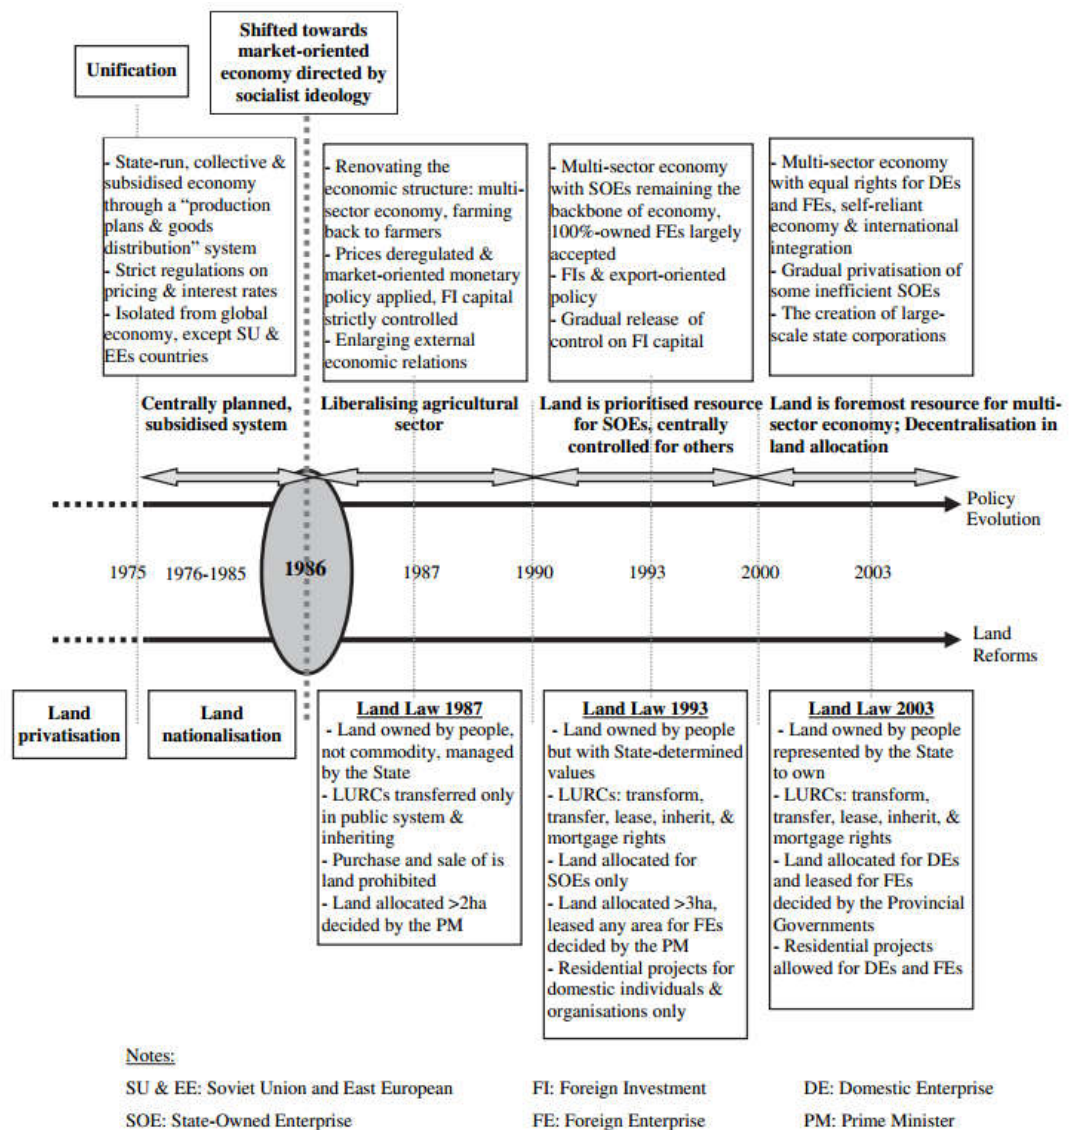 Unification
Shifted towards
market-oriented
economy directed by
socialist ideology
- State-run, collective &
subsidised economy
through a “production
plans & goods
distribution” system
- Strict regulations on
pricing & interest rates
- Isolated from global
economy, except SU &
EEs countries
- Renovating the
economic structure: multi-
sector economy, farming
back to farmers
- Prices deregulated &
market-oriented monetary
policy applied, FI capital
strictly controlled
- Enlarging external
economic relations
- Multi-sector economy
with SOEs remaining the
backbone of economy,
100%-owned FEs largely
accepted
- FIs & export-oriented
policy
- Gradual release of
control on FI capital
- Multi-sector economy
with equal rights for DEs
and FEs, self-reliant
economy & international
integration
- Gradual privatisation of
some inefficient SOEs
- The creation of large-
scale state corporations
Centrally planned,
subsidised system
Liberalising agricultural
sector
Land is prioritised resource
for SOEs, centrally
controlled for others
Land is foremost resource for multi-
sector economy; Decentralisation in
land allocation
Policy
Evolution
1975
1976-1985
1986
1987
1990
1993
2000
2003
Land
Reforms
Land
privatisation
Land
nationalisation
Land Law 1987
- Land owned by people,
not commodity, managed
by the State
- LURCs transferred only
in public system &
inheriting
- Purchase and sale of is
land prohibited
- Land allocated >2ha
decided by the PM
Land Law 1993
- Land owned by people
but with State-determined
values
- LURCs: transform,
transfer, lease, inherit, &
mortgage rights
- Land allocated for
SOEs only
- Land allocated >3ha,
leased any area for FEs
decided by the PM
- Residential projects for
domestic individuals &
organisations only
Land Law 2003
- Land owned by people
represented by the State
to own
- LURCs: transform,
transfer, lease, inherit, &
mortgage rights
- Land allocated for DEs
and leased for FEs
decided by the Provincial
Governments
- Residential projects
allowed for DEs and FEs
Notes:
SU & EE: Soviet Union and East European
FI: Foreign Investment
DE: Domestic Enterprise
SOE: State-Owned Enterprise
FE: Foreign Enterprise
PM: Prime Minister